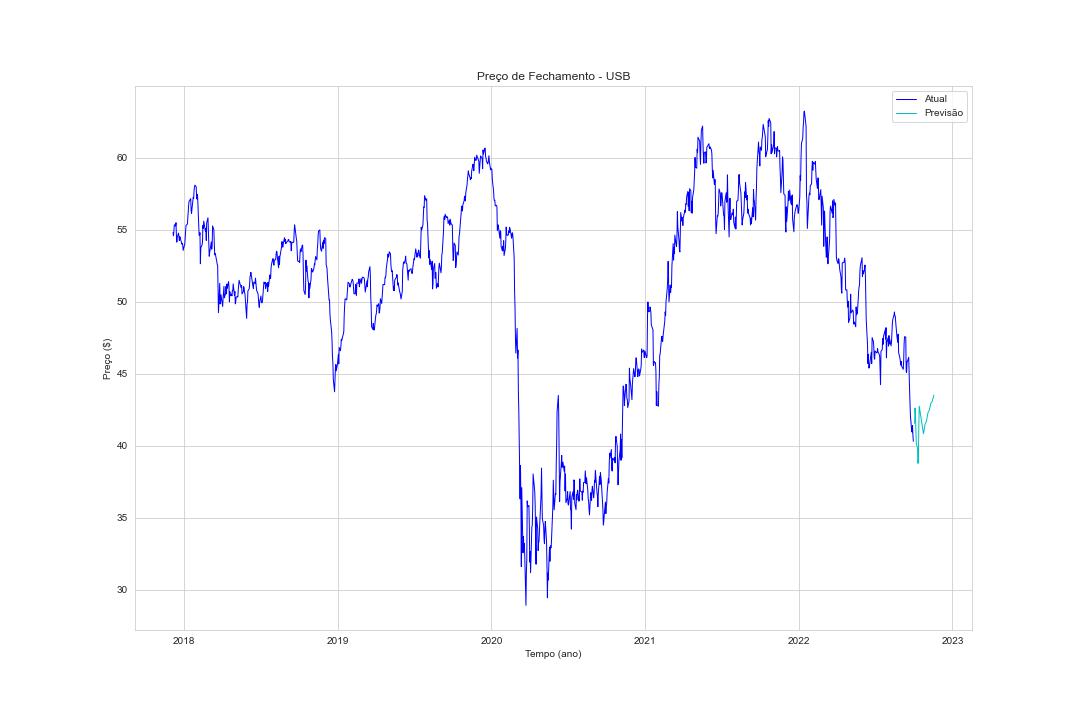 Preço de Fechamento - USB
Atual
Previsão
Preço ($)
60
55
50
45
40
35
30
2018 2019 2020 2021 2022 2023
Tempo (ano)